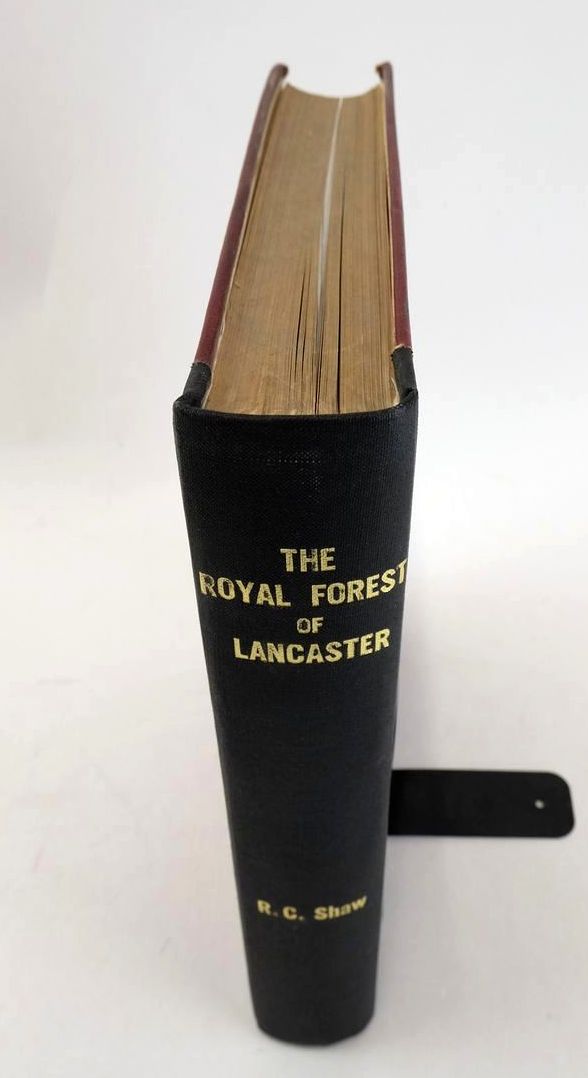 THE
ROYAL FOREST
OF
LANCASTER
R. C. Shaw